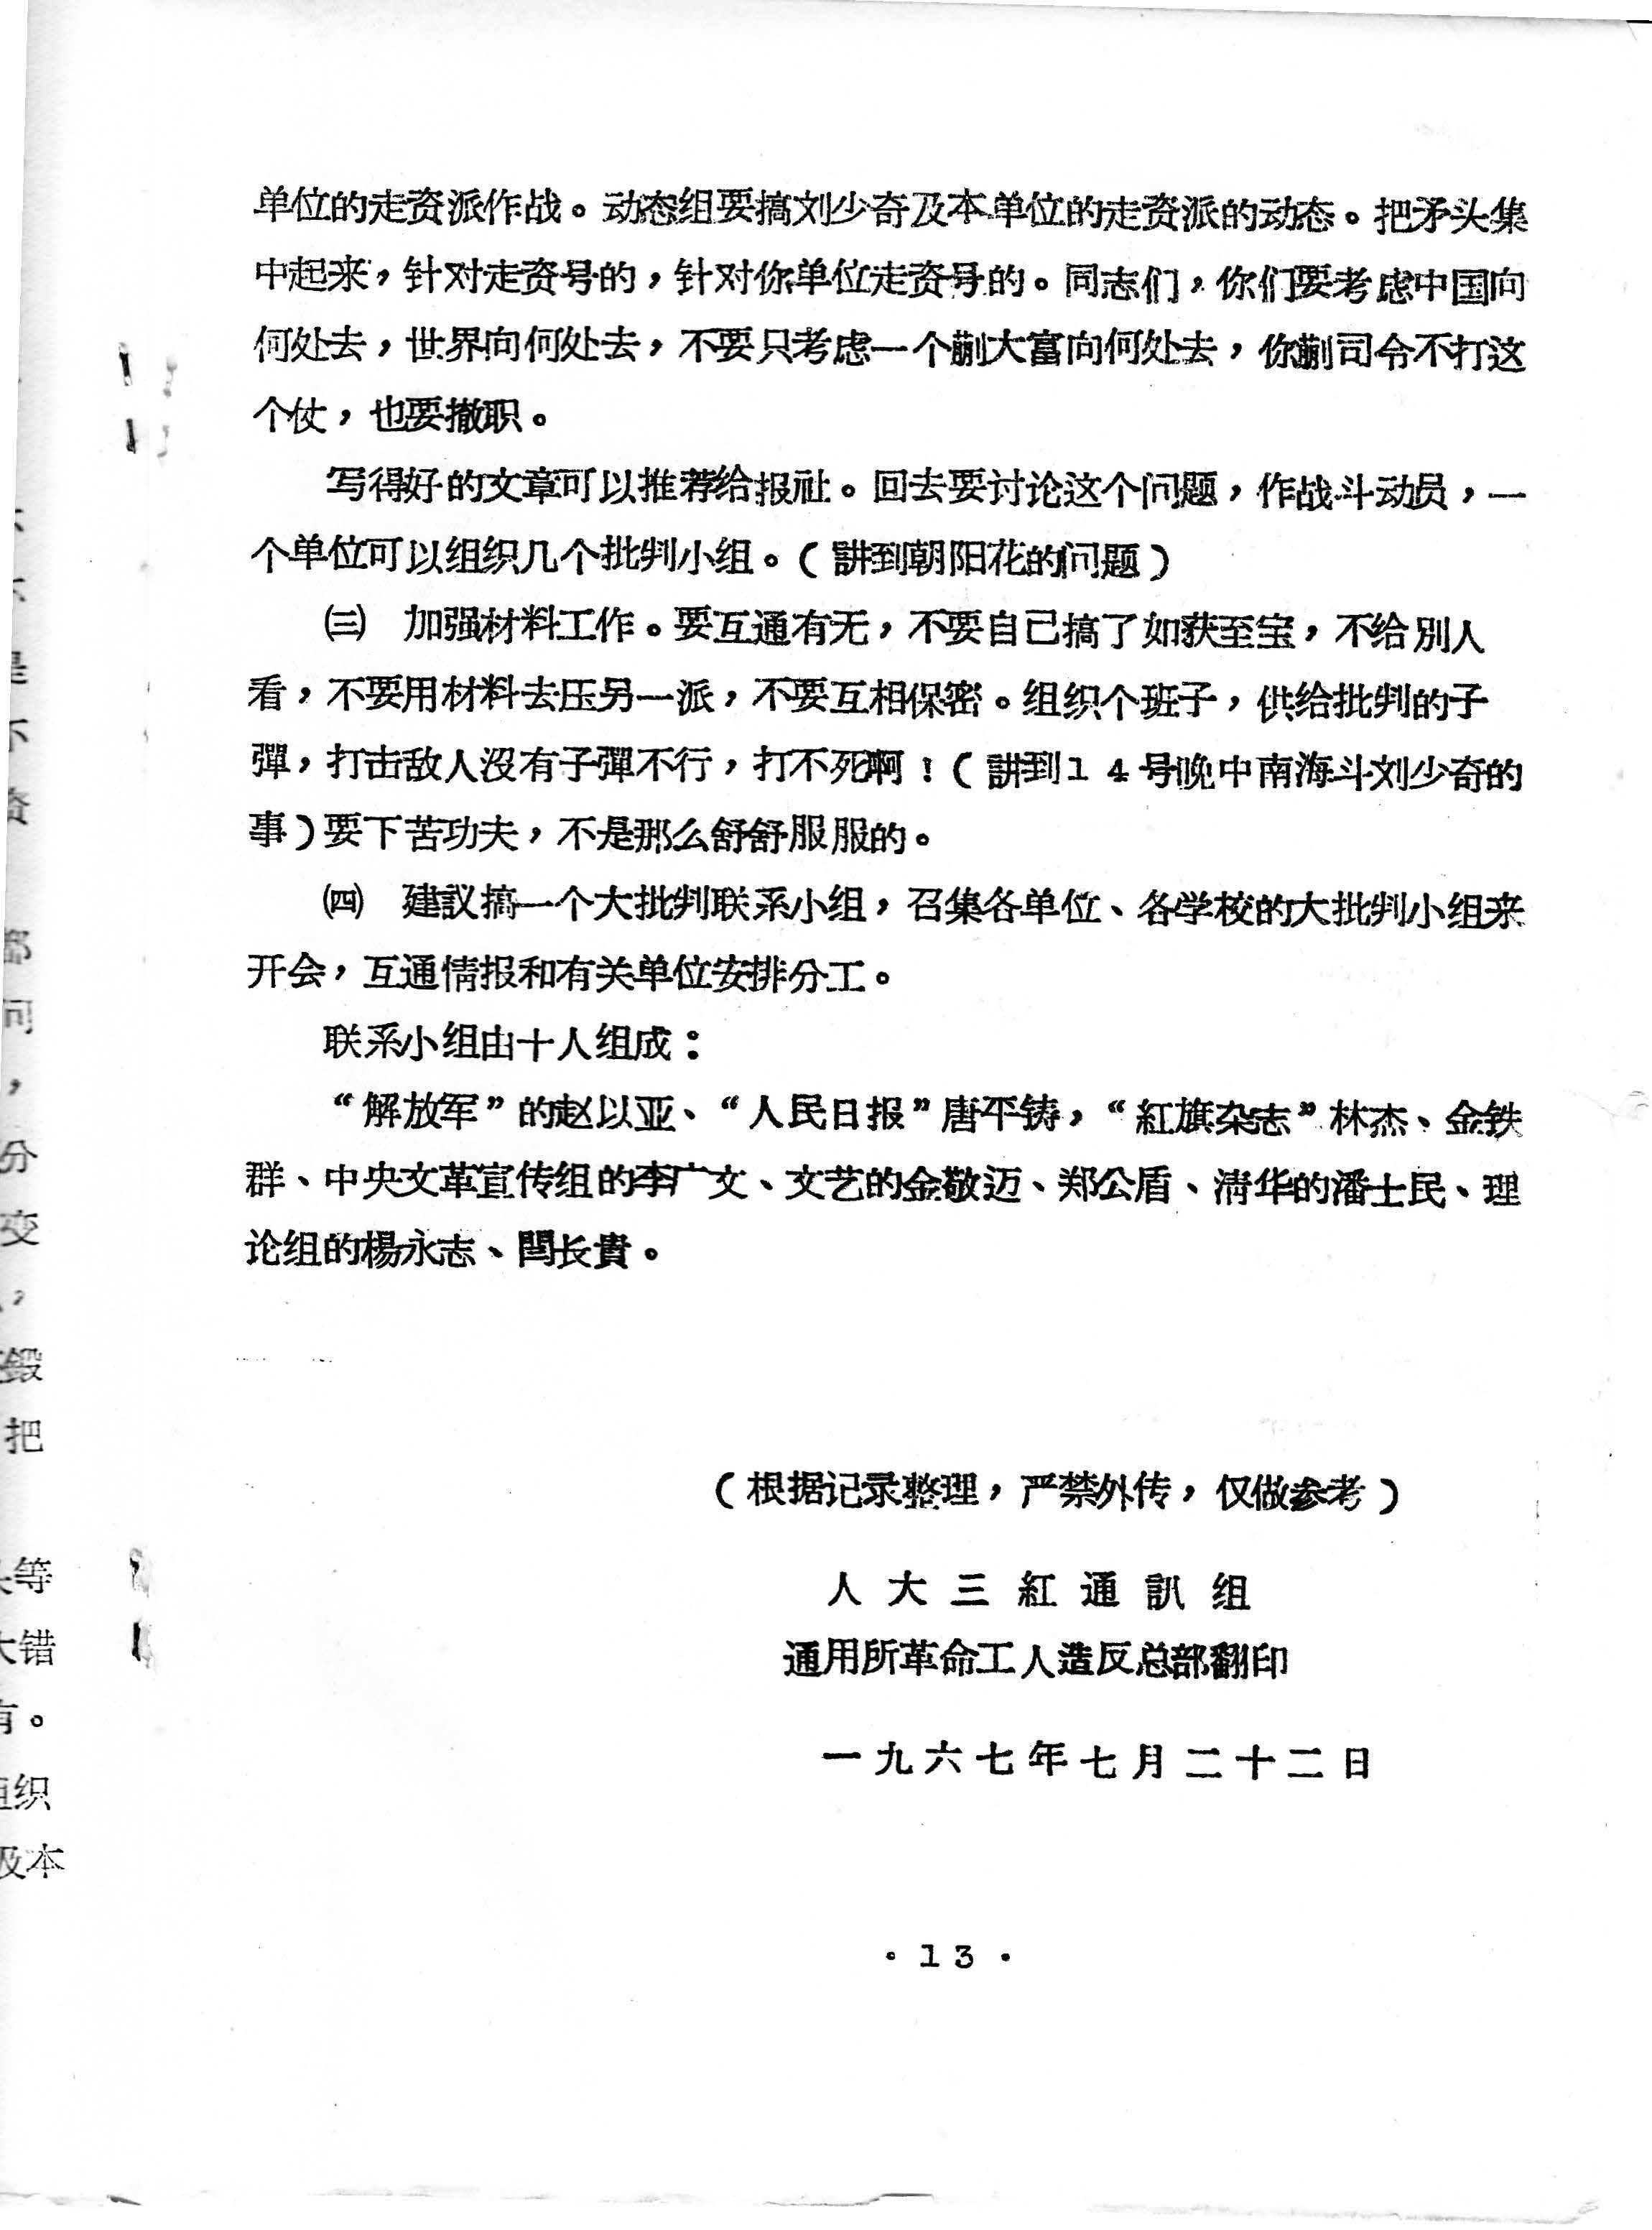 单位的走资派作战。动态组要搞刘少奇及本单位的走资派的动态。把矛头集
中起来，针对走资号的，针对你单位走资号的。同志们，你们要考虑中国向
何处去，世界向何处去，不要只考虑一个蒯大富向何处去，你蒯司令不打这
个仗，也要撤职。
写得好的文章可以推荐给报社。回去要讨论这个问题，作战斗动员，一
个单位可以组织几个批判小组。（講到朝阳花的问题）
㈢ 加强材料工作。要互通有无，不要自己搞了如获至宝，不给别人
看，不要用材料去压另一派，不要互相保密。组织个班子，供给批判的子
彈，打击敌人沒有子彈不行，打不死啊！（講到14号晚中南海斗刘少奇的
事）要下苦功夫，不是那么舒舒服服的。
㈣ 建議搞一个大批判联系小组，召集各单位、各学校的大批判小组来
开会，互通情报和有关单位安排分工。
联系小组由十人组成：
“解放军”的赵以亚、“人民日报”唐平铸，“紅旗杂志”林杰、金铁
群、中央文革宣传组的李广文、文艺的金敬迈、郑公盾、清华的潘士民、理
论组的楊永志、閆长貴。
（根据记录整理，严禁外传，仅做参考）
人大三紅通訊组
通用所革命工人造反总部翻印
一九六七年七月二十二日
·13·
都
问
，
分
变
鍛
把
等
大错
有。
组织
及本